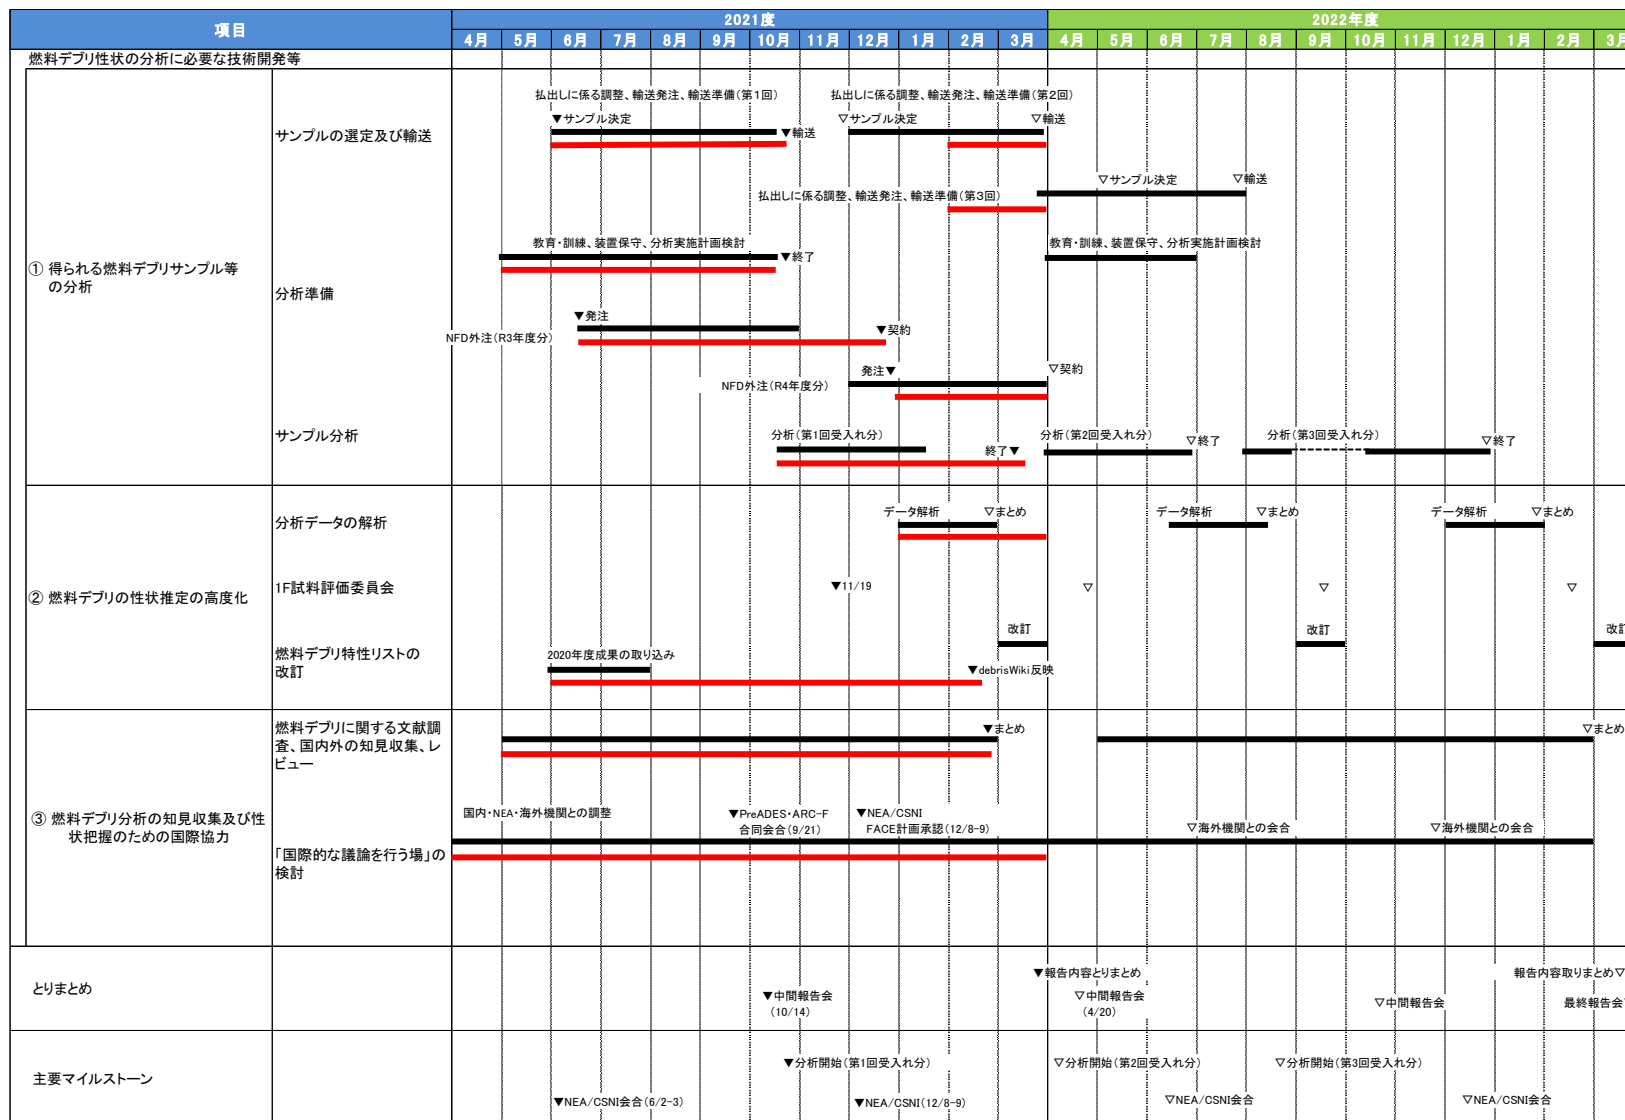 項目
2021度
2022年度
4月 5月 6月 7月 8月 9月 10月 11月 12月 1月 2月 3月 4月 5月 6月 7月 8月 9月 10月 11月 12月 1月 2月 3月
燃料デブリ性状の分析に必要な技術開発等
① 得られる燃料デブリサンプル等
の分析
サンプルの選定及び輸送
払出しに係る調整、輸送発注、輸送準備(第1回)
▼サンプル決定
▼輸送
払出しに係る調整、輸送発注、輸送準備(第2回)
▽サンプル決定
▽輸送
払出しに係る調整、輸送発注、輸送準備(第3回)
▽サンプル決定
▽輸送
分析準備
教育・訓練、装置保守、分析実施計画検討
▼終了
教育・訓練、装置保守、分析実施計画検討
▼発注
NFD外注(R3年度分)
▼契約
発注▼
NFD外注(R4年度分)
▽契約
サンプル分析
分析(第1回受入れ分)
終了▼
分析(第2回受入れ分)
▽終了
分析(第3回受入れ分)
▽終了
② 燃料デブリの性状推定の高度化
分析データの解析
データ解析
▽まとめ
データ解析
▽まとめ
データ解析
▽まとめ
1F試料評価委員会
▼11/19
▽
▽
▽
燃料デブリ特性リストの
改訂
2020年度成果の取り込み
改訂
▼debrisWiki反映
改訂
改訂
③ 燃料デブリ分析の知見収集及び性
状把握のための国際協力
燃料デブリに関する文献調
査、国内外の知見収集、レ
ビュー
▼まとめ
▽まとめ
「国際的な議論を行う場」の
検討
国内・NEA・海外機関との調整
▼PreADES・ARC-F
合同会合(9/21)
▼NEA/CSNI
FACE計画承認(12/8-9)
▽海外機関との会合
▽海外機関との会合
とりまとめ
▼中間報告会
(10/14)
▼報告内容とりまとめ
▽中間報告会
(4/20)
▽中間報告会
報告内容取りまとめ▽
最終報告会
主要マイルストーン
▼分析開始(第1回受入れ分)
▽分析開始(第2回受入れ分)
▽分析開始(第3回受入れ分)
▼NEA/CSNI会合(6/2-3)
▼NEA/CSNI(12/8-9)
▽NEA/CSNI会合
▽NEA/CSNI会合